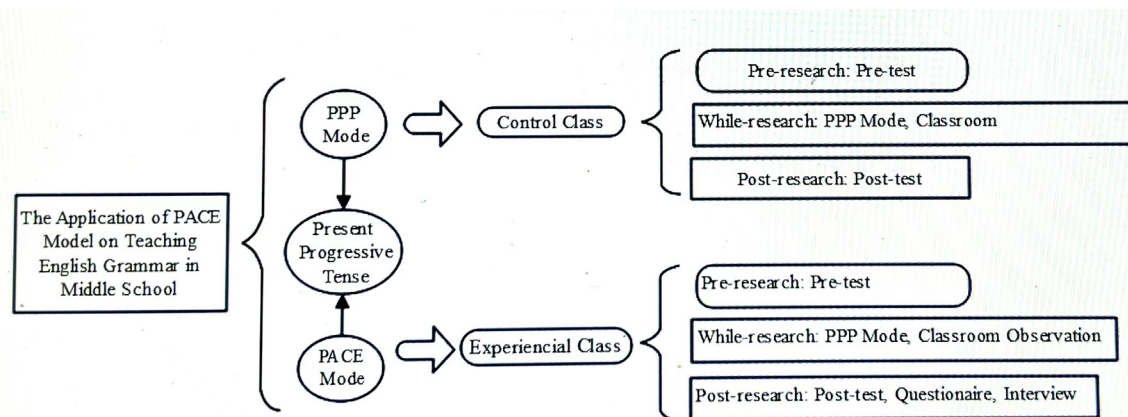 The Application of PACE
Model on Teaching
English Grammar in
Middle School
PPP
Mode
Present
Progressive
Tense
PACE
Mode
Control Class
Experiencial Class
Pre-research: Pre-test
While-research: PPP Mode, Classroom
Post-research: Post-test
Pre-research: Pre-test
While-research: PPP Mode, Classroom Observation
Post-research: Post-test, Questionaire, Interview